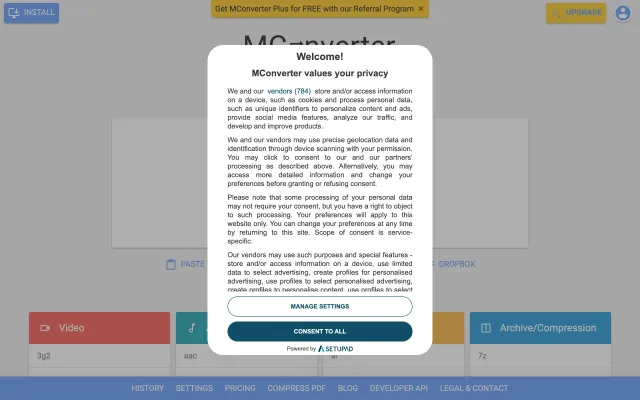 INSTALL
Get MConverter Plus for FREE with our Referral Program ×
UPGRADE
Welcome!
MConverter values your privacy
We and our vendors (784) store and/or access information
on a device, such as cookies and process personal data,
such as unique identifiers to personalize content and ads,
provide social media features, analyze our traffic, and
develop and improve products.
We and our vendors may use precise geolocation data and
identification through device scanning with your permission.
You may click to consent to our and our partners'
processing as described above. Alternatively, you may
access more detailed information and change your
preferences before granting or refusing consent.
Please note that some processing of your personal data
may not require your consent, but you have a right to object
to such processing. Your preferences will apply to this
website only. You can change your preferences at any time
by returning to this site. Scope of consent is service-
specific.
Our vendors may use such purposes and special features -
store and/or access information on a device, use limited
data to select advertising, create profiles for personalised
advertising, use profiles to select personalised advertising,
create profiles to personalise content, use profiles to select
PASTE
DROPBOX
MANAGE SETTINGS
CONSENT TO ALL
Powered by SETUPAD
Video
Archive/Compression
3g2
aac
7z
HISTORY SETTINGS PRICING COMPRESS PDF BLOG DEVELOPER API LEGAL & CONTACT